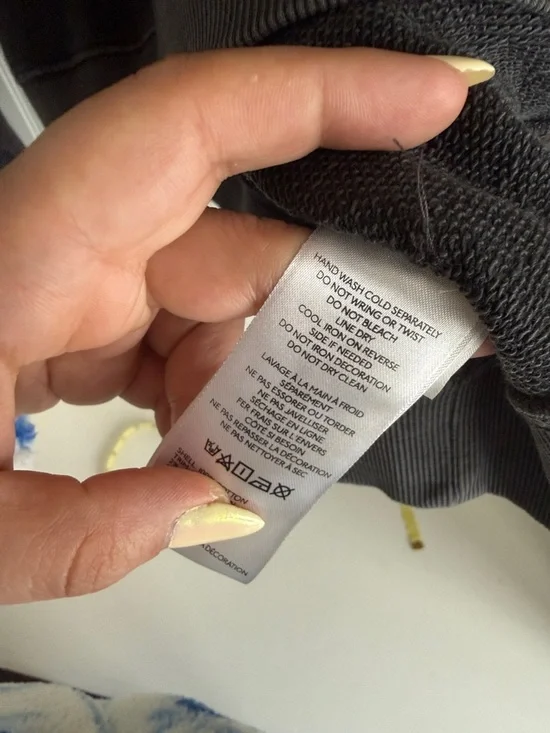 HAND WASH COLD SEPARATELY
DO NOT WRING OR TWIST
DO NOT BLEACH
LINE DRY
COOL IRON ON REVERSE
SIDE IF NEEDED
DO NOT IRON DECORATION
DO NOT DRY CLEAN
LAVAGE À LA MAIN À FROID
SÉPARÉMENT
NE PAS ESSORER OU TORDER
NE PAS JAVELLISER
SÉCHAGE EN LIGNE
FER FRAIS SUR L'ENVERS
CÔTÉ SI BESOIN
NE PAS REPASSER LA DÉCORATION
NE PAS NETTOYER À SEC
SHELL
DÉCORATION